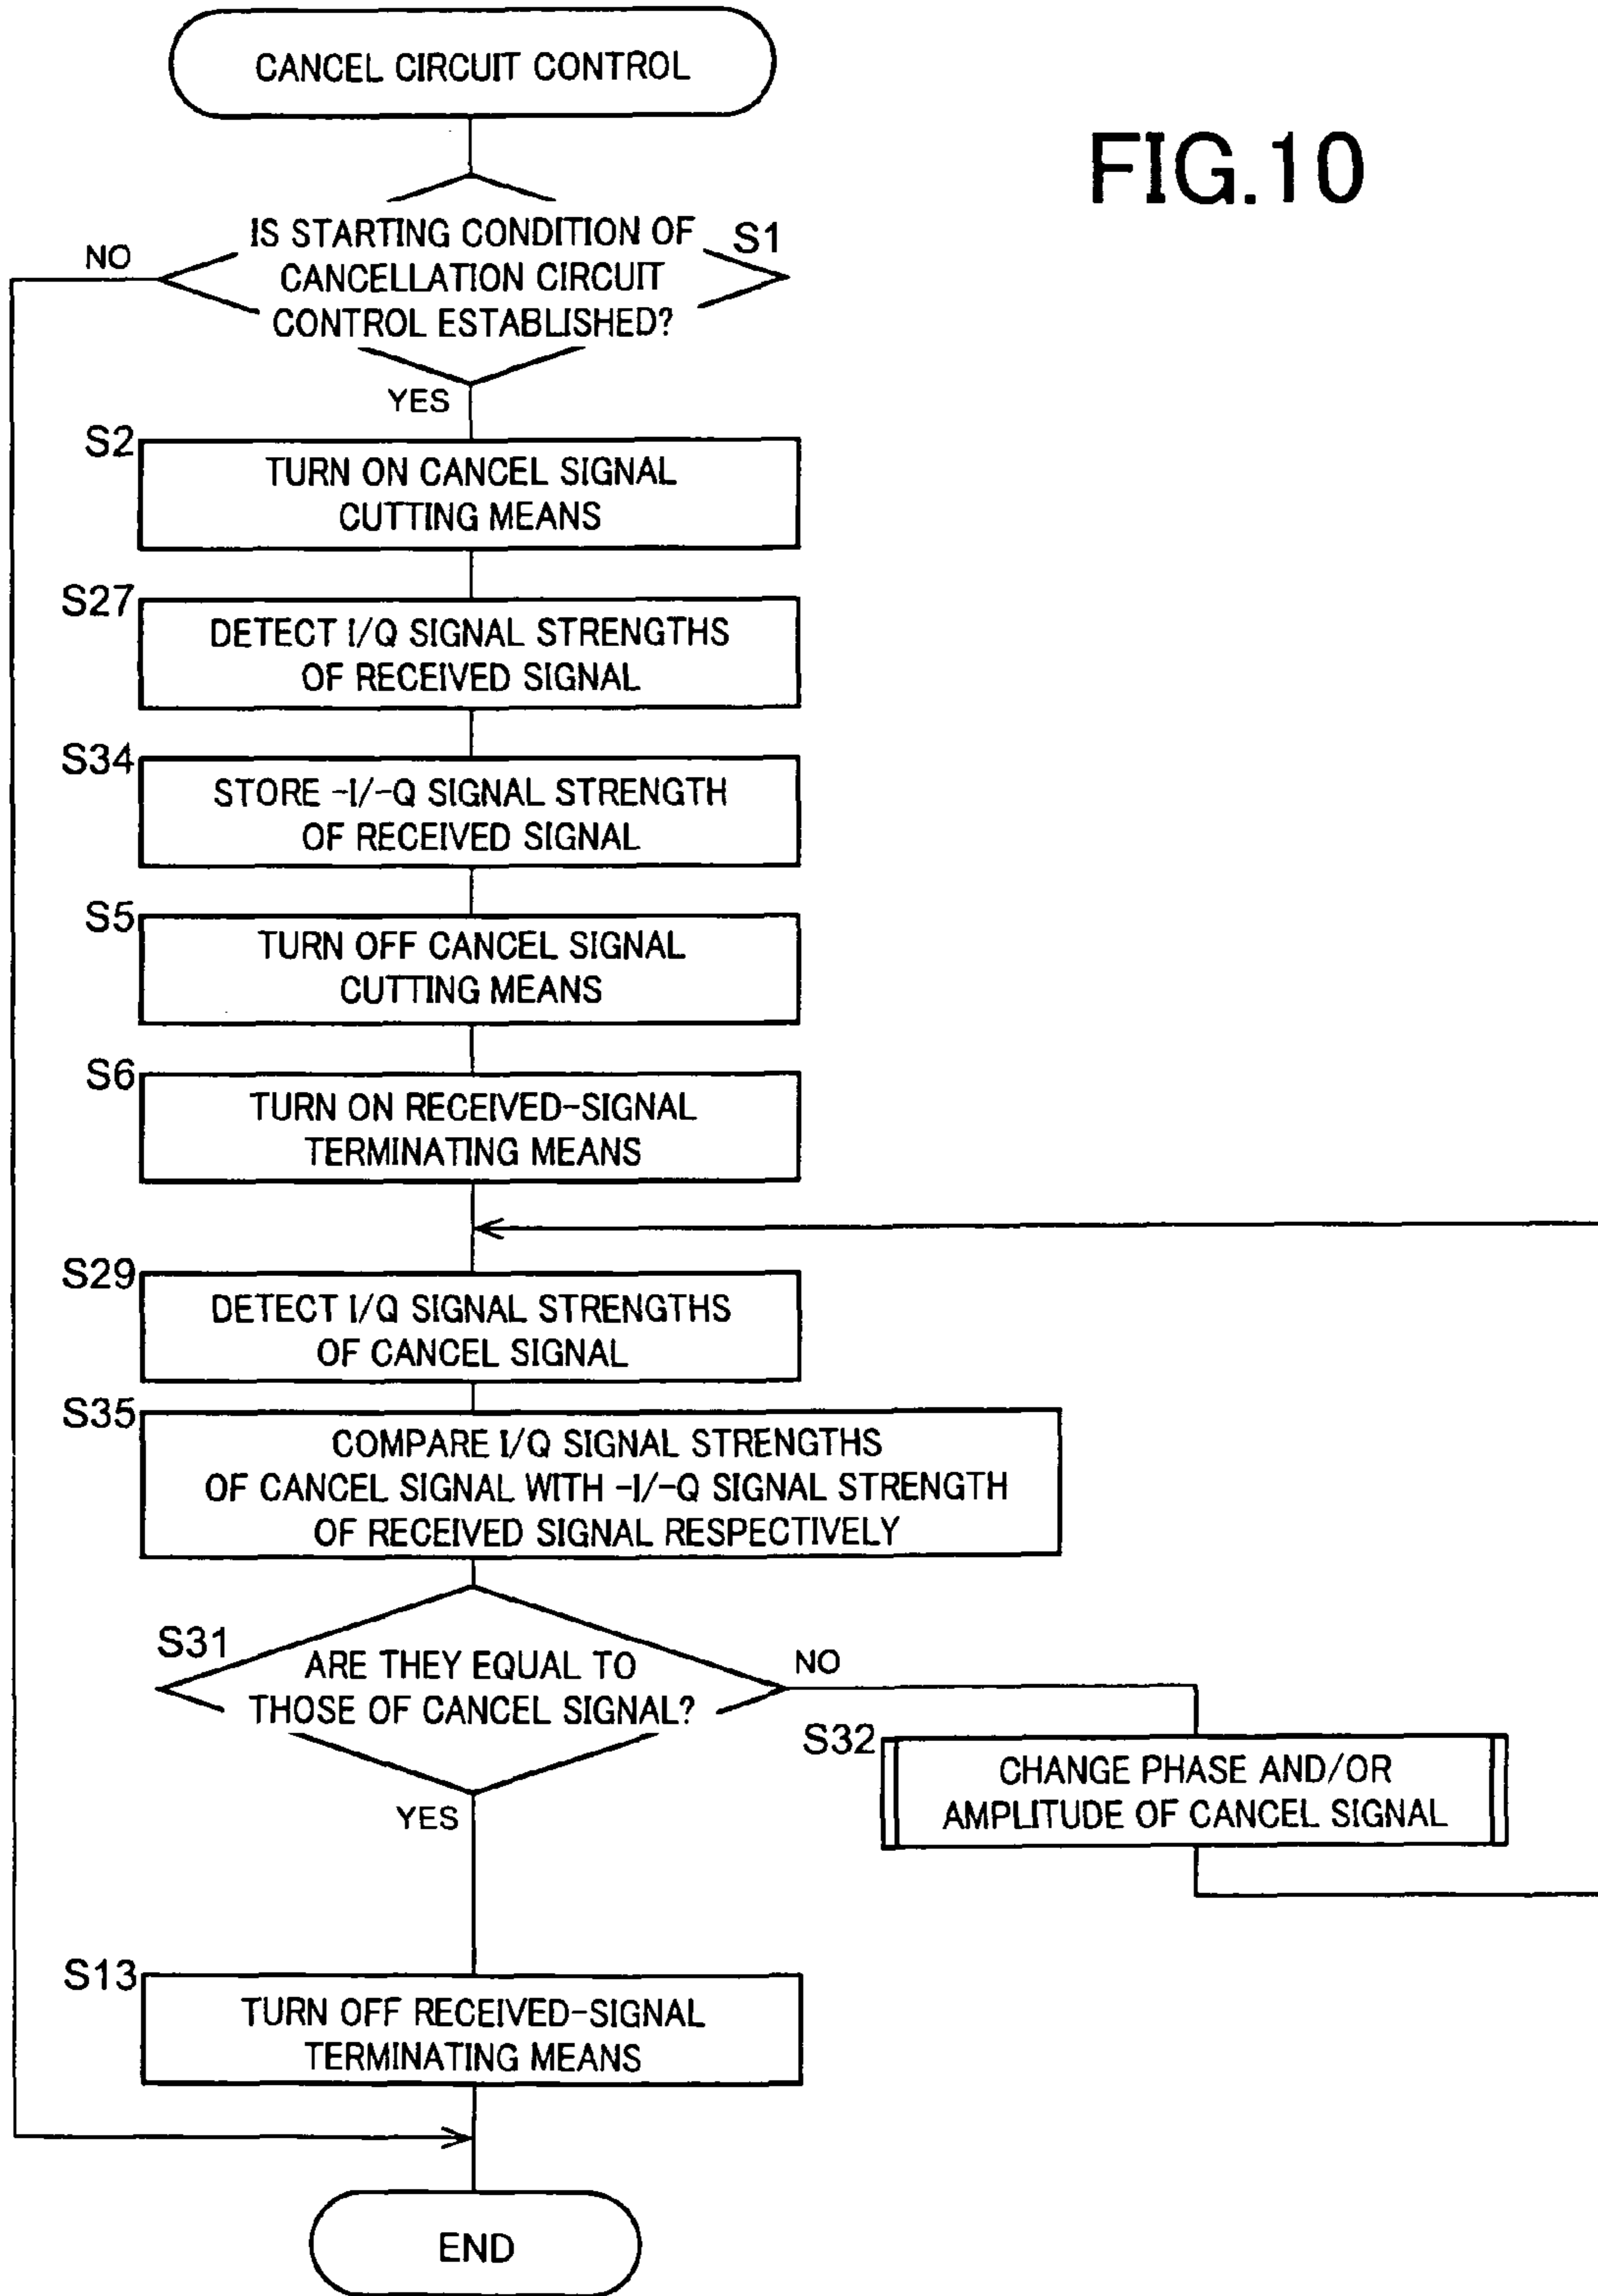 CANCEL CIRCUIT CONTROL
FIG.10
IS STARTING CONDITION OF
CANCELLATION CIRCUIT
CONTROL ESTABLISHED?
S1
NO
YES
S2
TURN ON CANCEL SIGNAL
CUTTING MEANS
S27
DETECT I/Q SIGNAL STRENGTHS
OF RECEIVED SIGNAL
S34
STORE -I/-Q SIGNAL STRENGTH
OF RECEIVED SIGNAL
S5
TURN OFF CANCEL SIGNAL
CUTTING MEANS
S6
TURN ON RECEIVED-SIGNAL
TERMINATING MEANS
S29
DETECT I/Q SIGNAL STRENGTHS
OF CANCEL SIGNAL
S35
COMPARE I/Q SIGNAL STRENGTHS
OF CANCEL SIGNAL WITH -I/-Q SIGNAL STRENGTH
OF RECEIVED SIGNAL RESPECTIVELY
S31
ARE THEY EQUAL TO
THOSE OF CANCEL SIGNAL?
NO
S32
CHANGE PHASE AND/OR
AMPLITUDE OF CANCEL SIGNAL
YES
S13
TURN OFF RECEIVED-SIGNAL
TERMINATING MEANS
END